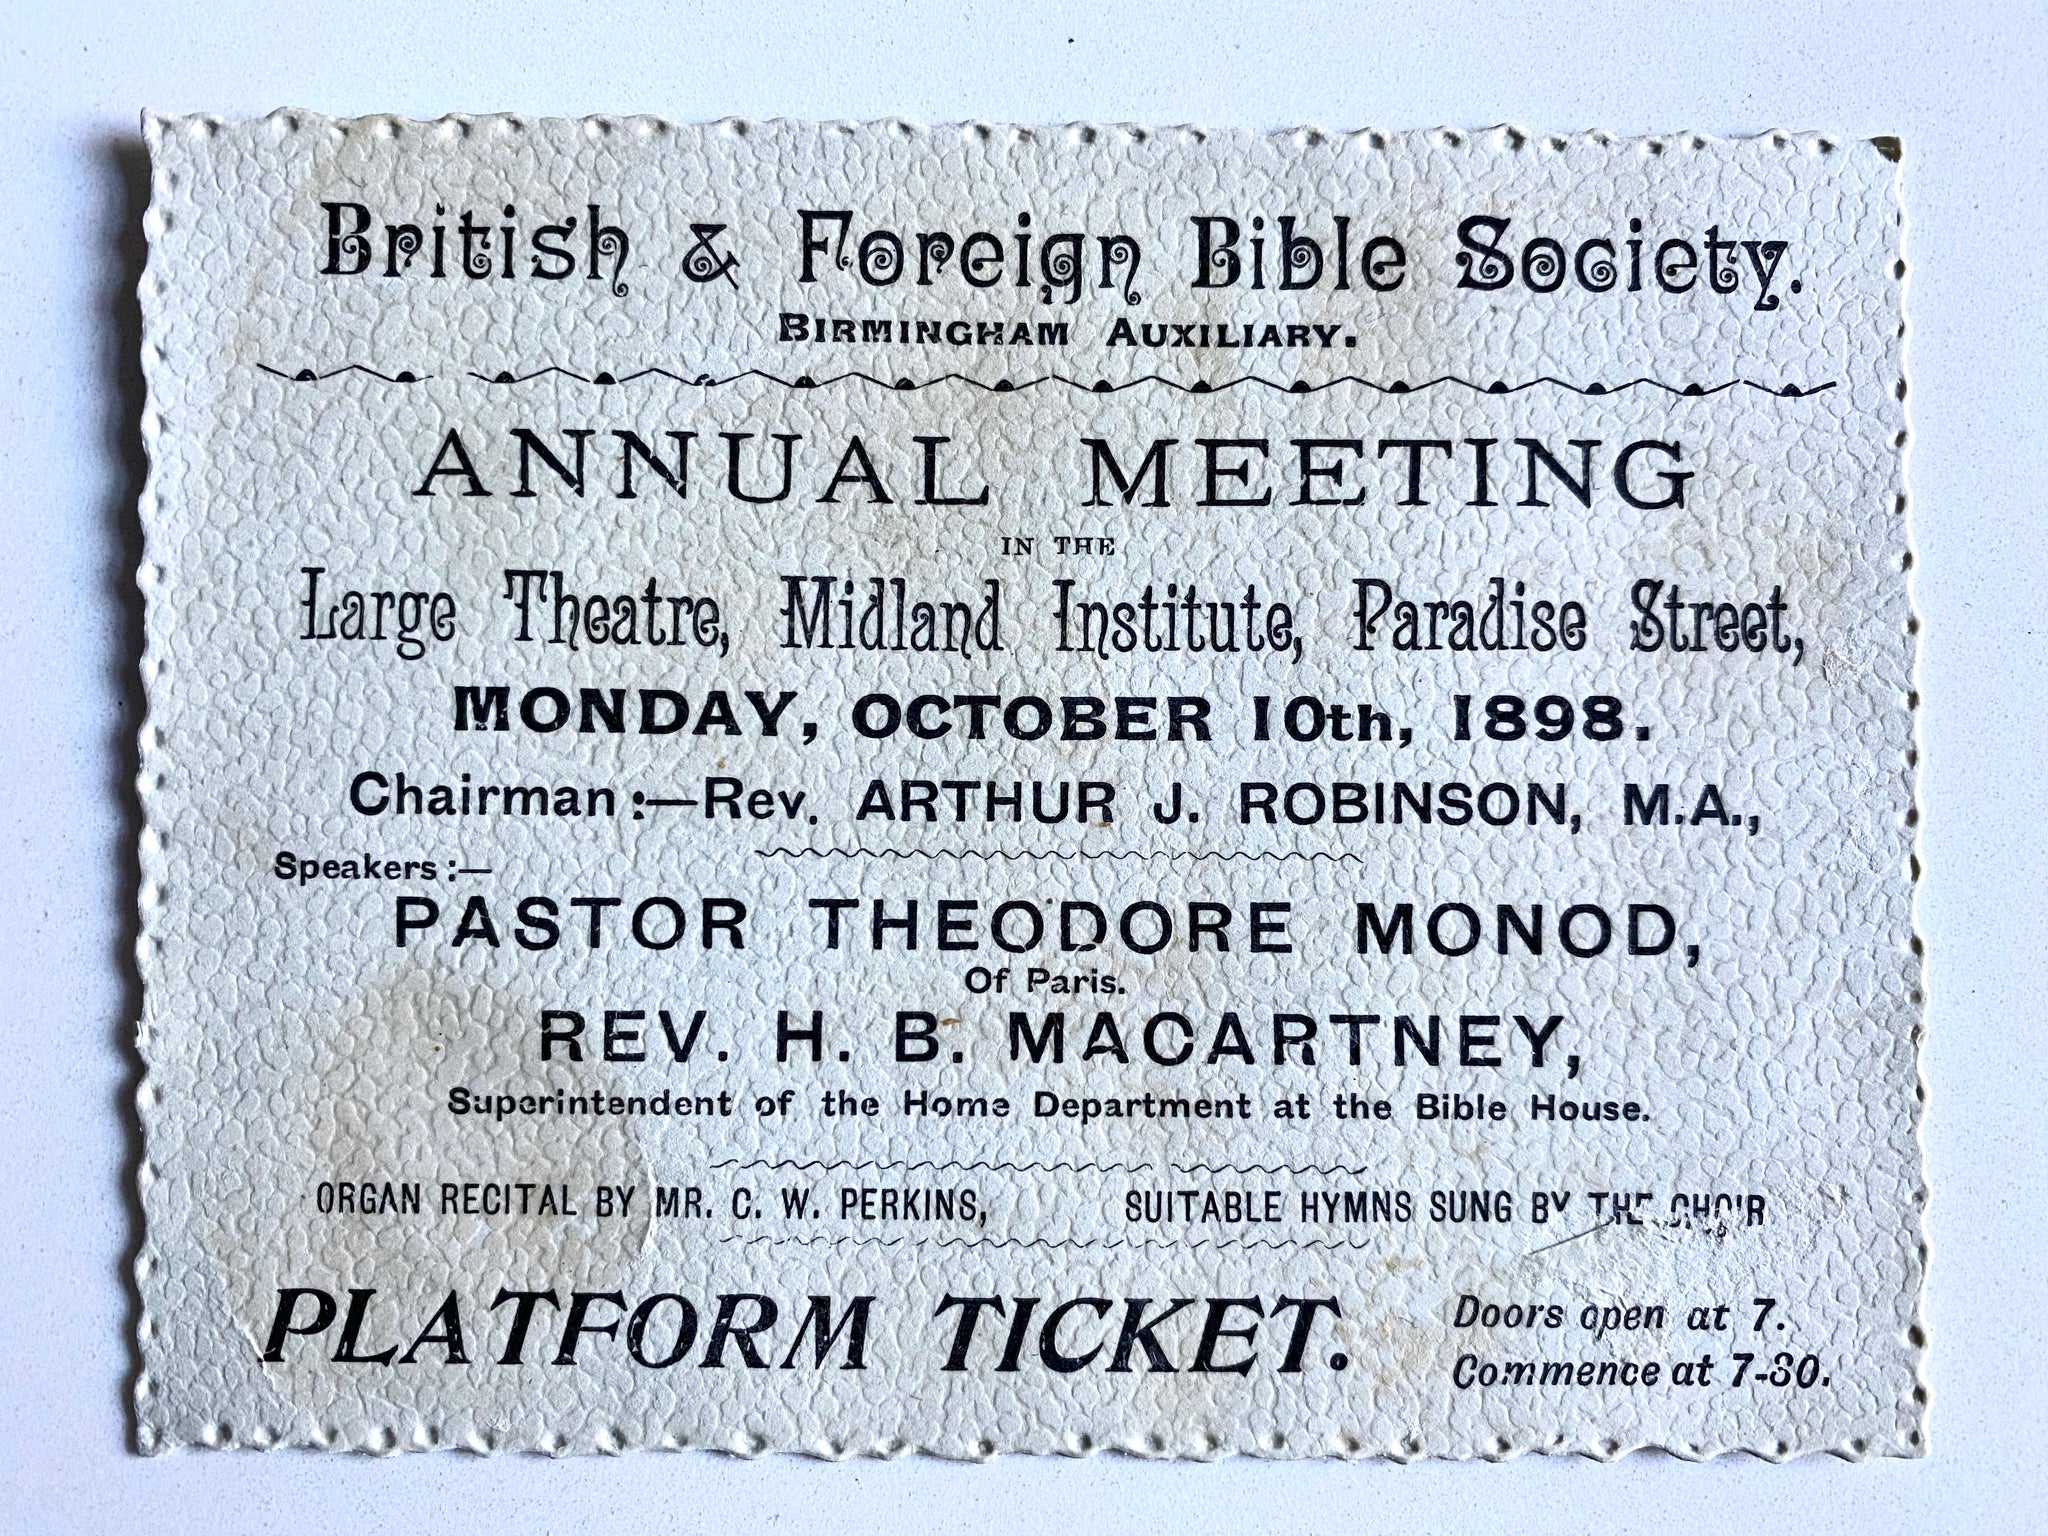 British & Foreign Bible Society.
BIRMINGHAM AUXILIARY.
ANNUAL MEETING
IN THE
Large Theatre, Midland Institute, Paradise Street,
MONDAY, OCTOBER 10th, 1898.
Chairman:—Rev. ARTHUR J. ROBINSON, M.A.,
Speakers:—
PASTOR THEODORE MONOD,
Of Paris.
REV. H. B. MACARTNEY,
Superintendent of the Home Department at the Bible House.
ORGAN RECITAL BY MR. C. W. PERKINS, SUITABLE HYMNS SUNG BY THE CHOIR
PLATFORM TICKET.
Doors open at 7.
Commence at 7-30.